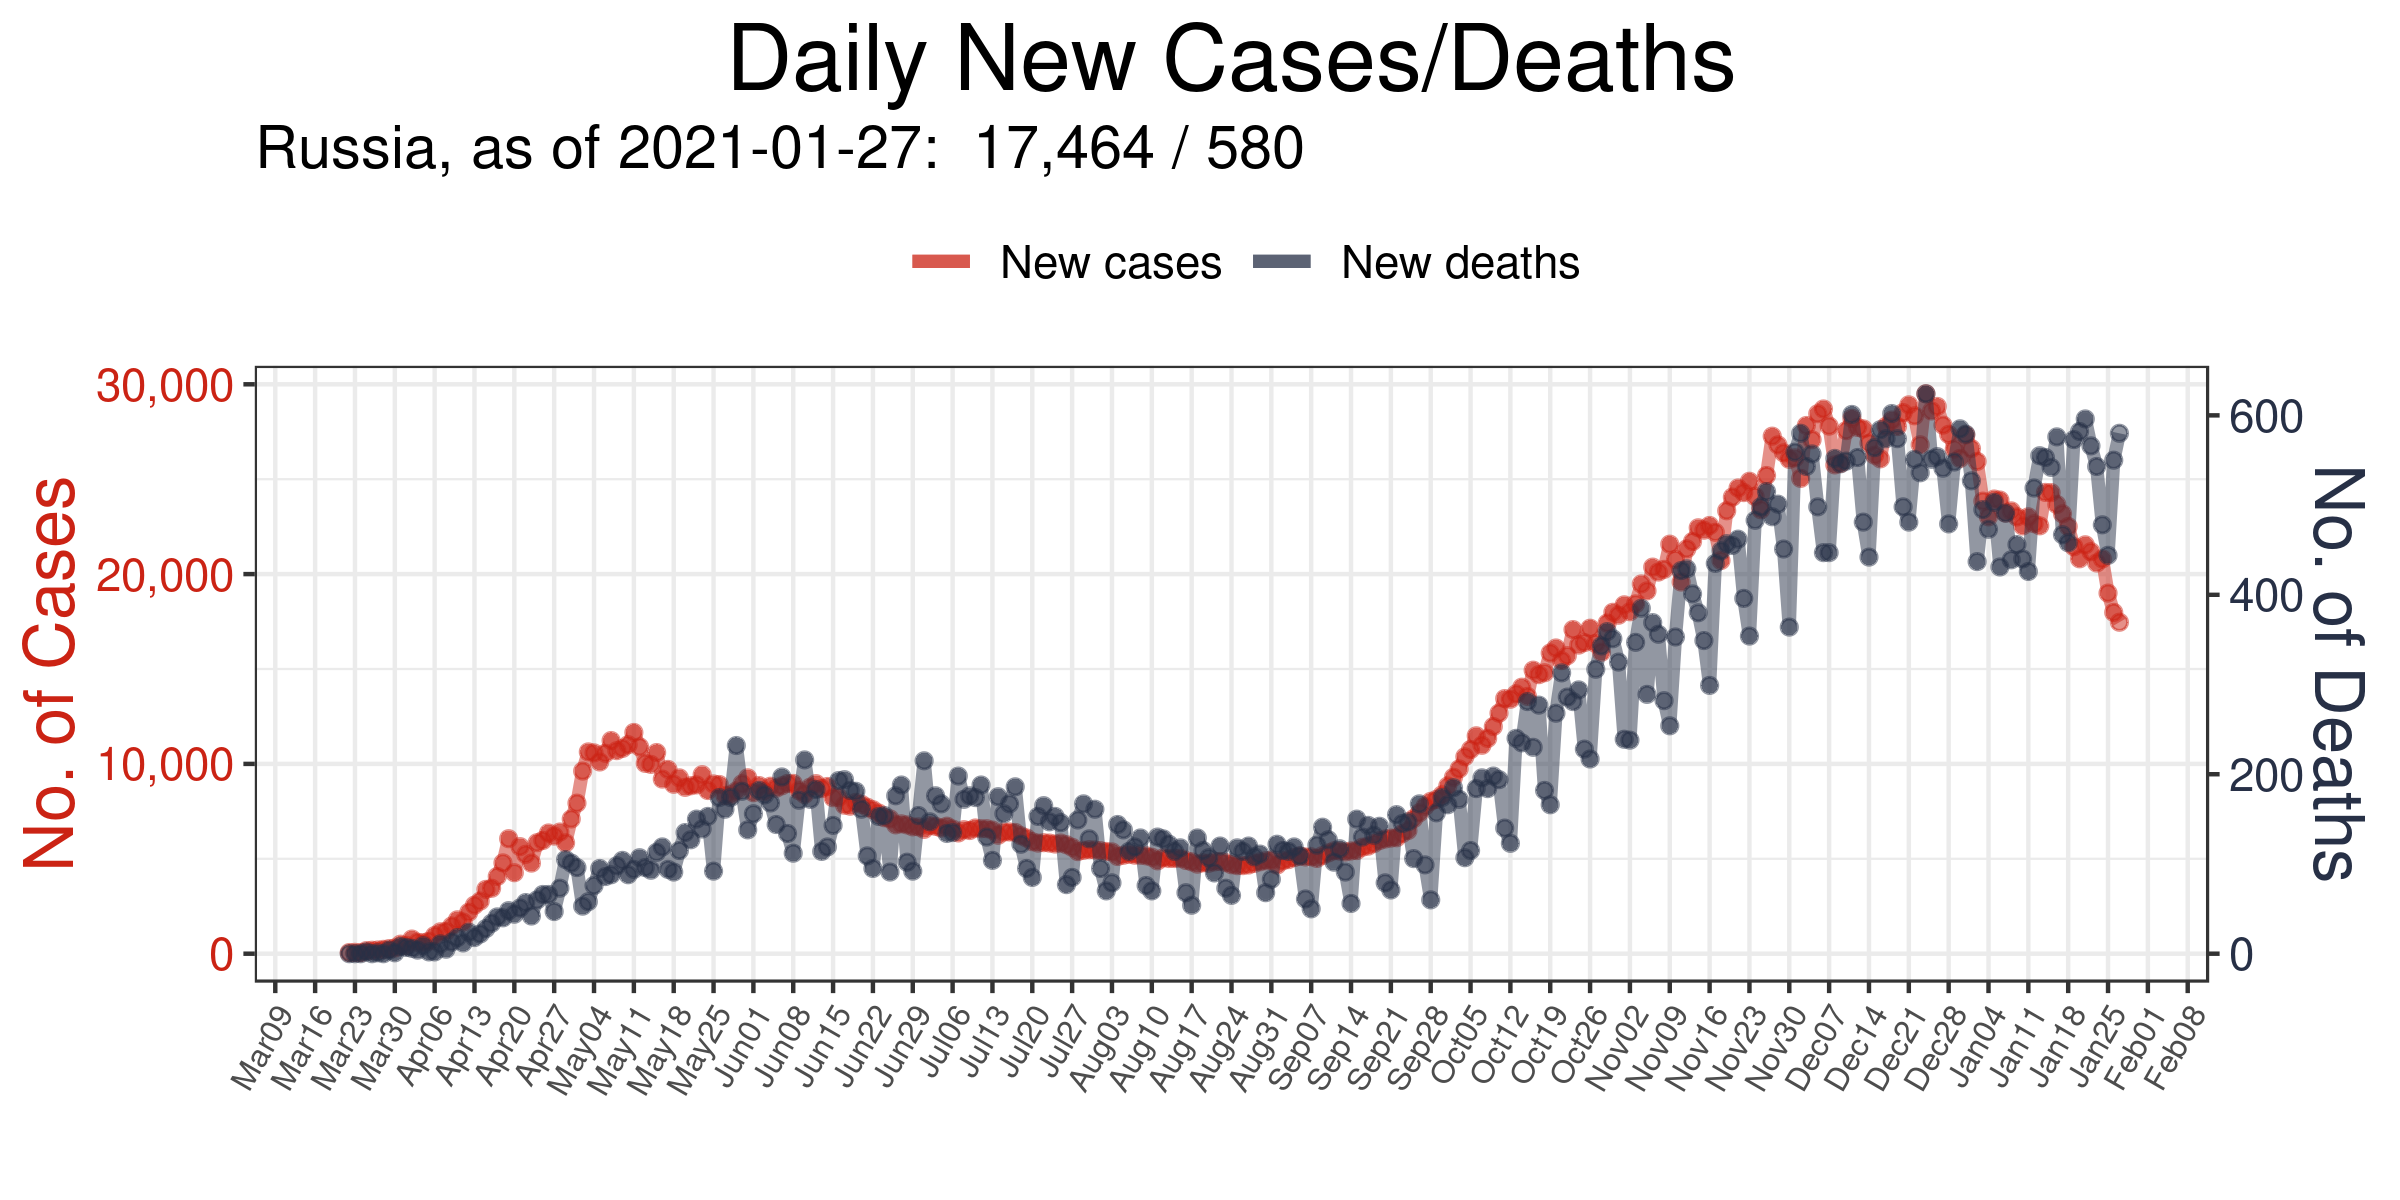 Daily New Cases/Deaths
Russia, as of 2021-01-27:  17,464 / 580
New cases
New deaths
No. of Cases
30,000
20,000
10,000
0
600
400
200
0
No. of Deaths
Mar09
Mar16
Mar23
Mar30
Apr06
Apr13
Apr20
Apr27
May04
May11
May18
May25
Jun01
Jun08
Jun15
Jun22
Jun29
Jul06
Jul13
Jul20
Jul27
Aug03
Aug10
Aug17
Aug24
Aug31
Sep07
Sep14
Sep21
Sep28
Oct05
Oct12
Oct19
Oct26
Nov02
Nov09
Nov16
Nov23
Nov30
Dec07
Dec14
Dec21
Dec28
Jan04
Jan11
Jan18
Jan25
Feb01
Feb08